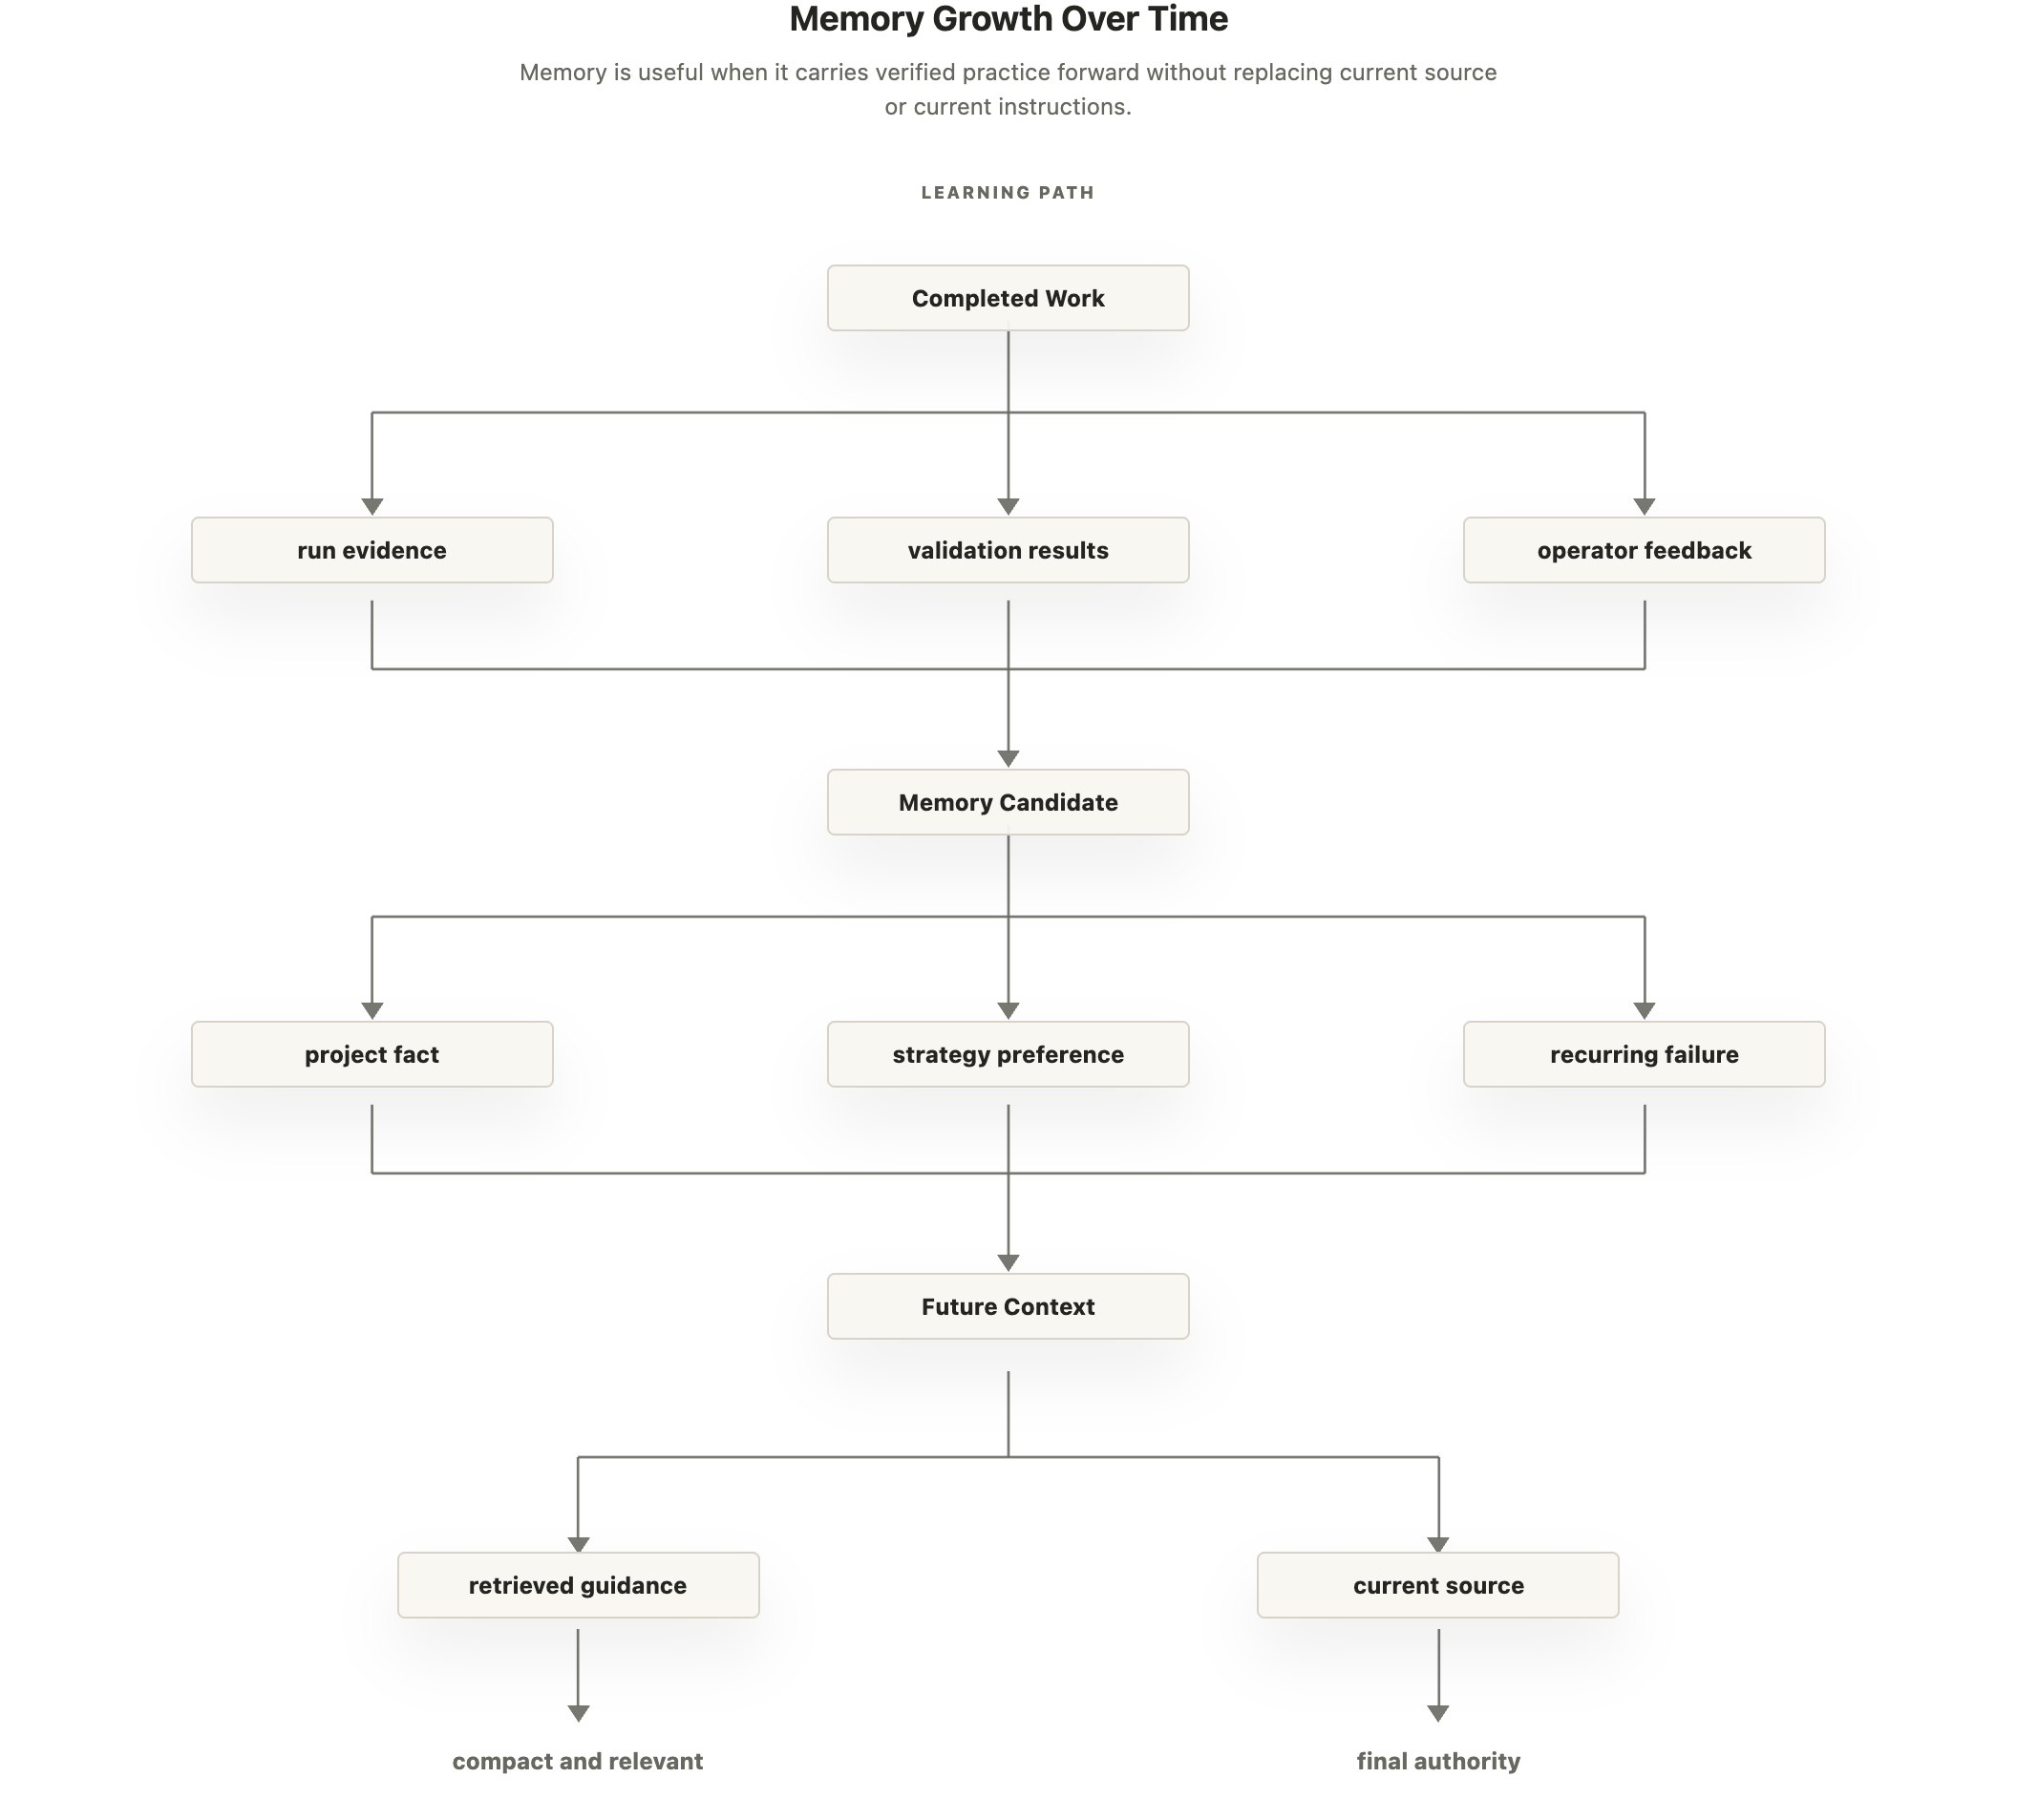 Memory Growth Over Time
Memory is useful when it carries verified practice forward without replacing current source
or current instructions.
LEARNING PATH
Completed Work
run evidence
validation results
operator feedback
Memory Candidate
project fact
strategy preference
recurring failure
Future Context
retrieved guidance
current source
compact and relevant
final authority